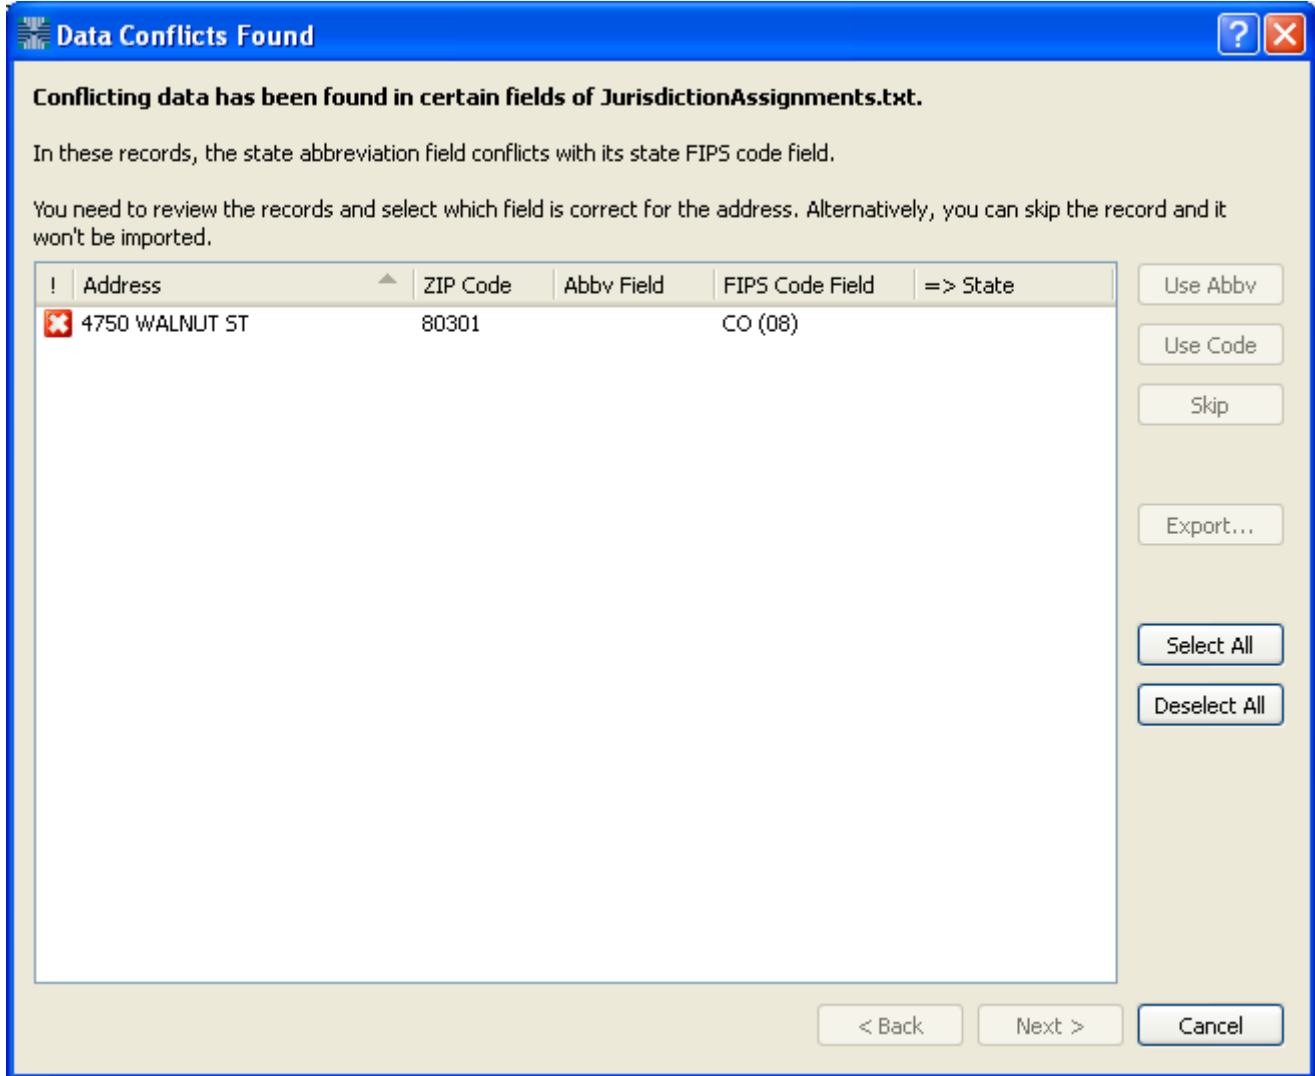 Data Conflicts Found
Conflicting data has been found in certain fields of JurisdictionAssignments.txt.
In these records, the state abbreviation field conflicts with its state FIPS code field.
You need to review the records and select which field is correct for the address. Alternatively, you can skip the record and it
won't be imported.
! Address ZIP Code Abbv Field FIPS Code Field => State
4750 WALNUT ST 80301 CO (08)
Use Abbv
Use Code
Skip
Export...
Select All
Deselect All
< Back Next > Cancel